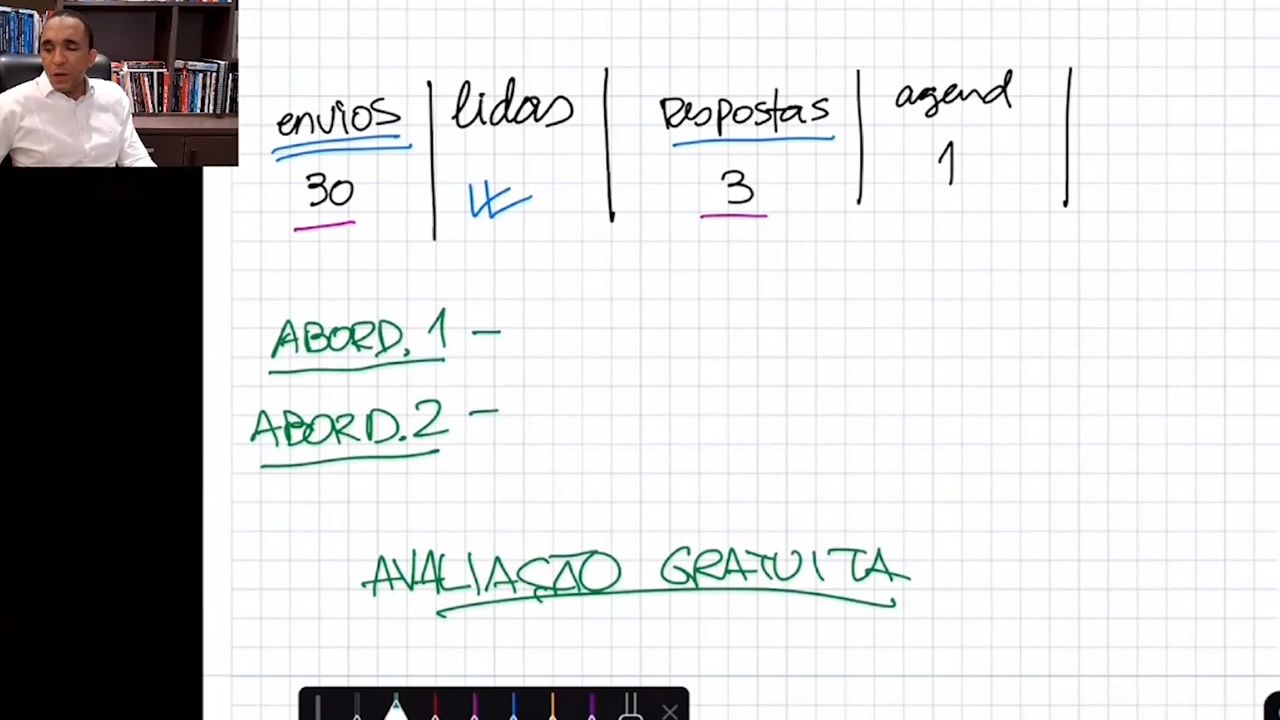 envios lidas Respostas agend
30 3 1
ABORD. 1 -
ABORD. 2 -
AVALIAÇÃO GRATUITA